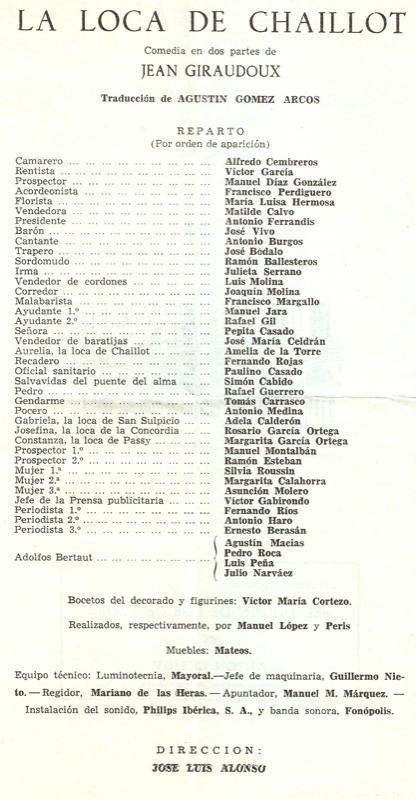 LA LOCA DE CHAILLOT
Comedia en dos partes de
JEAN GIRAUDOUX
Traducción de AGUSTIN GOMEZ ARCOS
REPARTO
(Por orden de aparición)
Camarero ... Alfredo Cembreros
Rentista ... Víctor García
Prospector ... Manuel Díaz González
Acordeonista ... Francisco Perdiguero
Florista ... María Luisa Hermosa
Vendedora ... Matilde Calvo
Presidente ... Antonio Ferrandis
Barón ... José Vivo
Cantante ... Antonio Burgos
Trapero ... José Bódalo
Sordomudo ... Ramón Ballesteros
Irma ... Julieta Serrano
Vendedor de cordones ... Luis Molina
Corredor ... Joaquín Molina
Malabarista ... Francisco Margallo
Ayudante 1.º ... Manuel Jara
Ayudante 2.º ... Rafael Gil
Señora ... Pepita Casado
Vendedor de baratijas ... José María Celdrán
Aurelia, la loca de Chaillot ... Amelia de la Torre
Recadero ... Fernando Rojas
Oficial sanitario ... Paulino Casado
Salvavidas del puente del alma ... Simón Cabido
Pedro ... Rafael Guerrero
Gendarme ... Tomás Carrasco
Pocero ... Antonio Medina
Gabriela, la loca de San Sulpicio ... Adela Calderón
Josefina, la loca de la Concordia ... Rosario García Ortega
Constanza, la loca de Passy ... Margarita García Ortega
Prospector 1.º ... Manuel Montalbán
Prospector 2.º ... Ramón Esteban
Mujer 1.ª ... Silvia Roussin
Mujer 2.ª ... Margarita Calahorra
Mujer 3.ª ... Asunción Molero
Jefe de la Prensa publicitaria ... Víctor Gabirondo
Periodista 1.º ... Fernando Ríos
Periodista 2.º ... Antonio Haro
Periodista 3.º ... Ernesto Berasán
Adolfos Bertaut ... Agustín Macías
Pedro Roca
Luis Peña
Julio Narváez
Bocetos del decorado y figurines: Víctor María Cortezo.
Realizados, respectivamente, por Manuel López y Peris
Muebles: Mateos.
Equipo técnico: Luminotecnia, Mayoral.—Jefe de maquinaria, Guillermo Nie-
to. — Regidor, Mariano de las Heras. — Apuntador, Manuel M. Márquez. —
Instalación del sonido, Philips Ibérica, S. A., y banda sonora, Fonópolis.
DIRECCION:
JOSE LUIS ALONSO